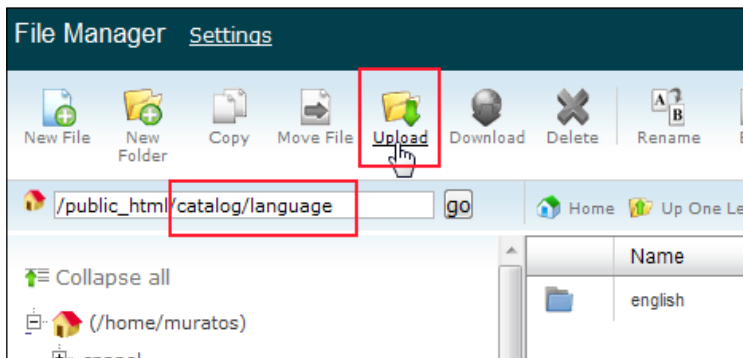 File Manager Settings
New File New Folder Copy Move File Upload Download Delete Rename
/public_html/catalog/language go Home Up One Le
Name
Collapse all
english
(/home/muratos)